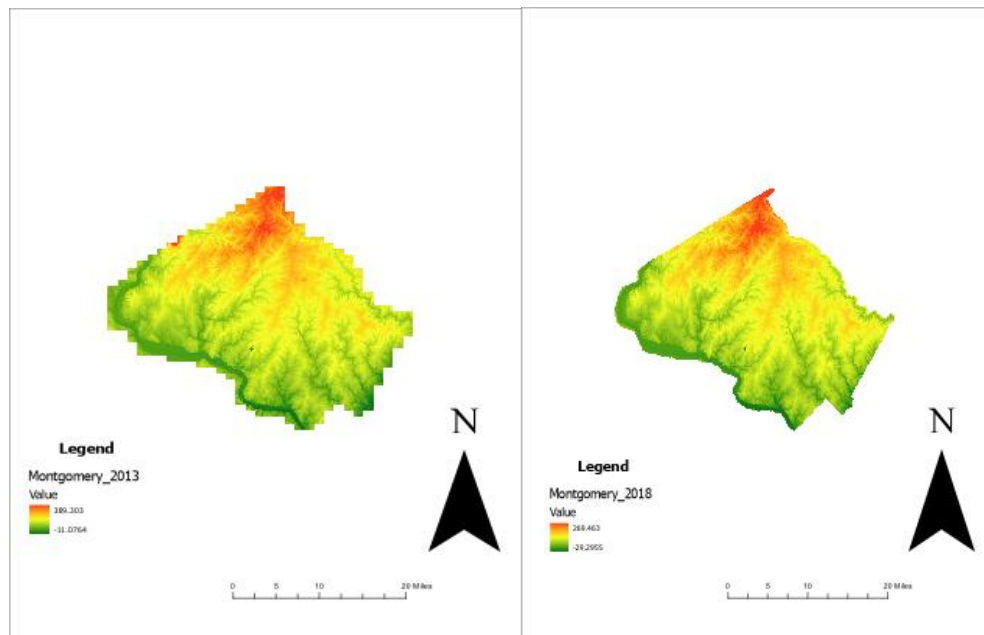 N
Legend
Montgomery_2013
Value
389.303
-11.0764
0 5 10 20 Miles
N
Legend
Montgomery_2018
Value
269.463
-29.2955
0 5 10 20 Miles